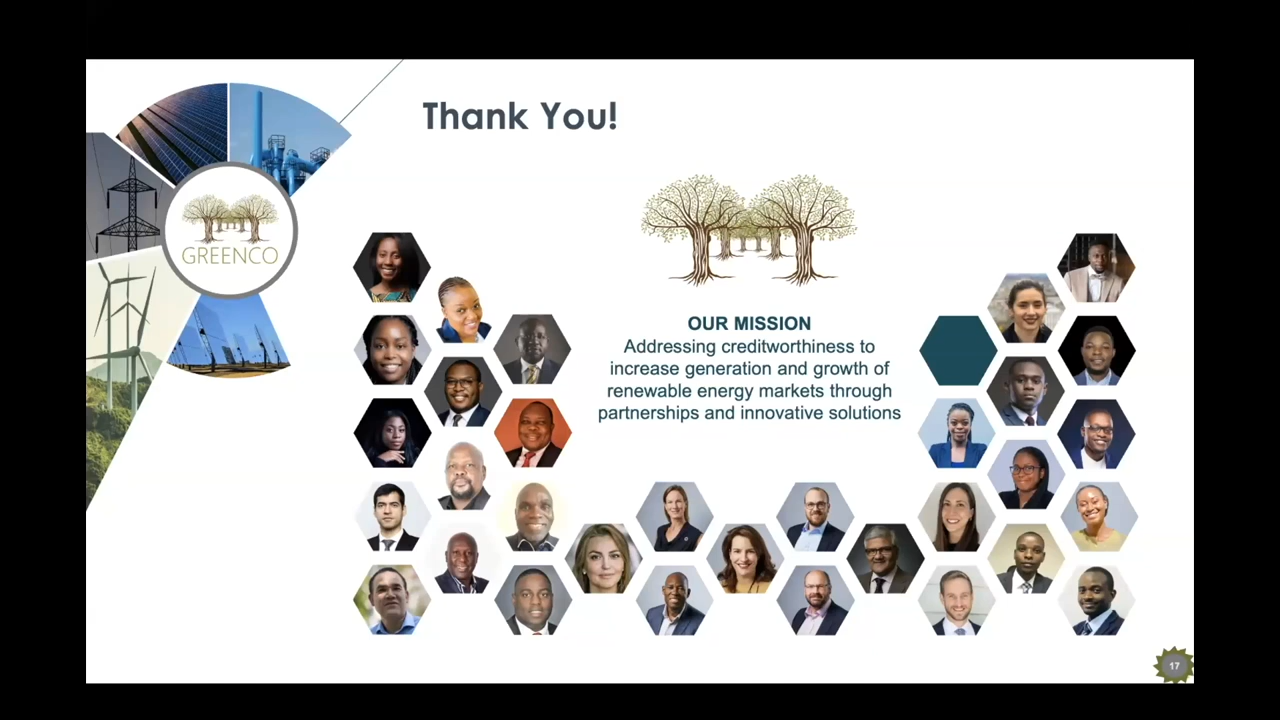 Thank You!
GREENCO
OUR MISSION
Addressing creditworthiness to
increase generation and growth of
renewable energy markets through
partnerships and innovative solutions
17